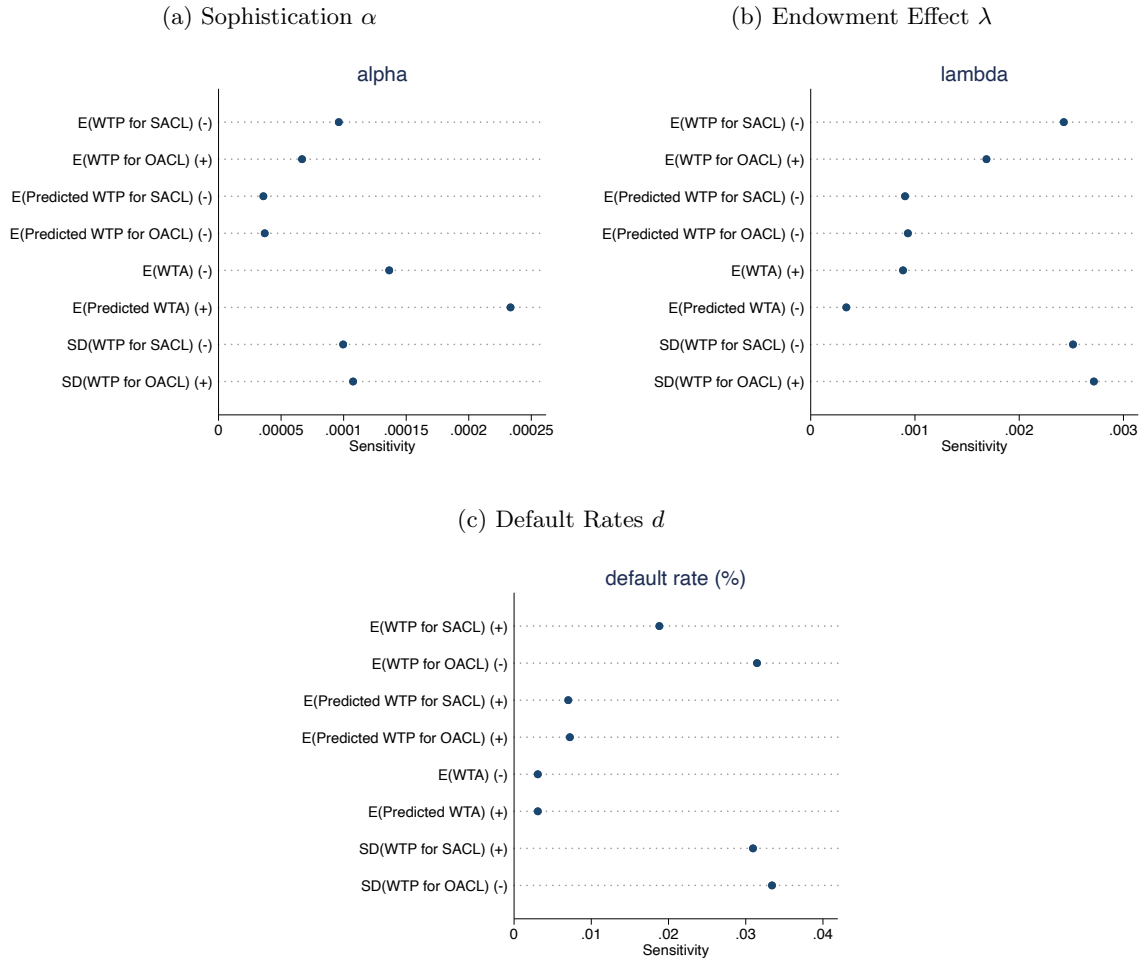 (a) Sophistication α
alpha
E(WTP for SACL) (-)
E(WTP for OACL) (+)
E(Predicted WTP for SACL) (-)
E(Predicted WTP for OACL) (-)
E(WTA) (-)
E(Predicted WTA) (+)
SD(WTP for SACL) (-)
SD(WTP for OACL) (+)
0 .00005 .0001 .00015 .0002 .00025
Sensitivity
(b) Endowment Effect λ
lambda
E(WTP for SACL) (-)
E(WTP for OACL) (+)
E(Predicted WTP for SACL) (-)
E(Predicted WTP for OACL) (-)
E(WTA) (+)
E(Predicted WTA) (-)
SD(WTP for SACL) (-)
SD(WTP for OACL) (+)
0 .001 .002 .003
Sensitivity
(c) Default Rates d
default rate (%)
E(WTP for SACL) (+)
E(WTP for OACL) (-)
E(Predicted WTP for SACL) (+)
E(Predicted WTP for OACL) (+)
E(WTA) (-)
E(Predicted WTA) (+)
SD(WTP for SACL) (+)
SD(WTP for OACL) (-)
0 .01 .02 .03 .04
Sensitivity